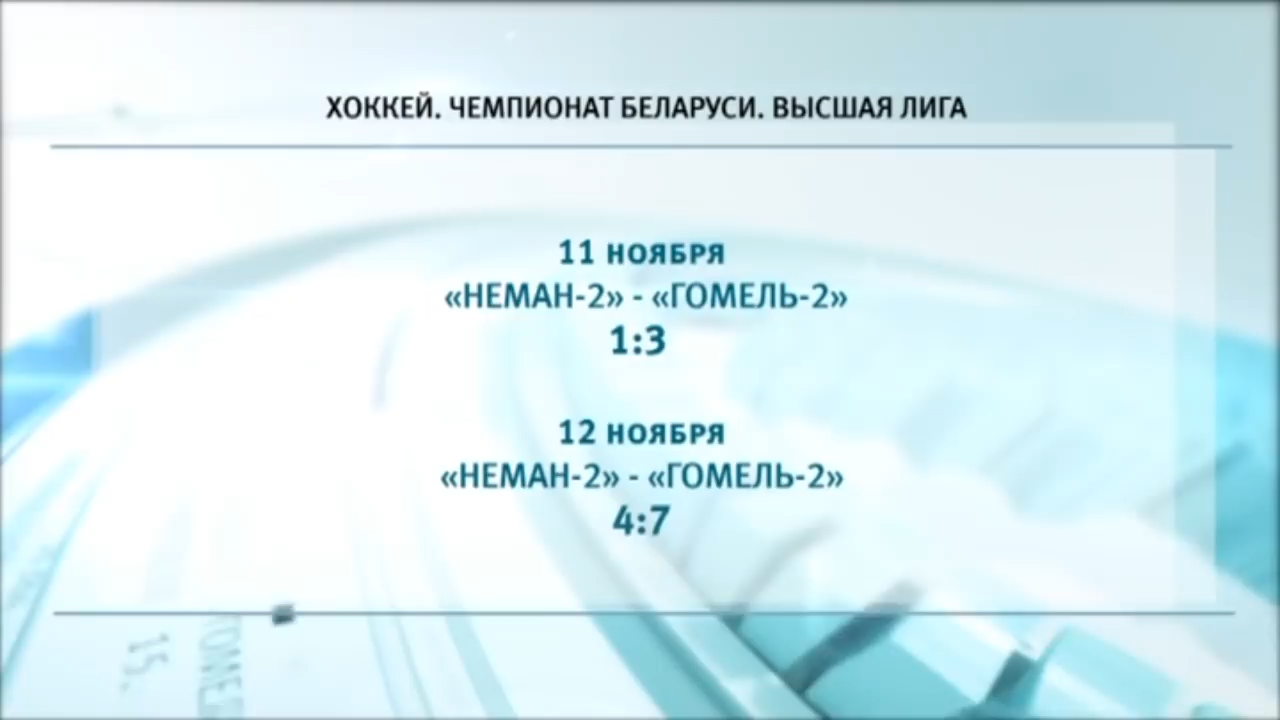 ХОККЕЙ. ЧЕМПИОНАТ БЕЛАРУСИ. ВЫСШАЯ ЛИГА
11 НОЯБРЯ
«НЕМАН-2» - «ГОМЕЛЬ-2»
1:3
12 НОЯБРЯ
«НЕМАН-2» - «ГОМЕЛЬ-2»
4:7
15.